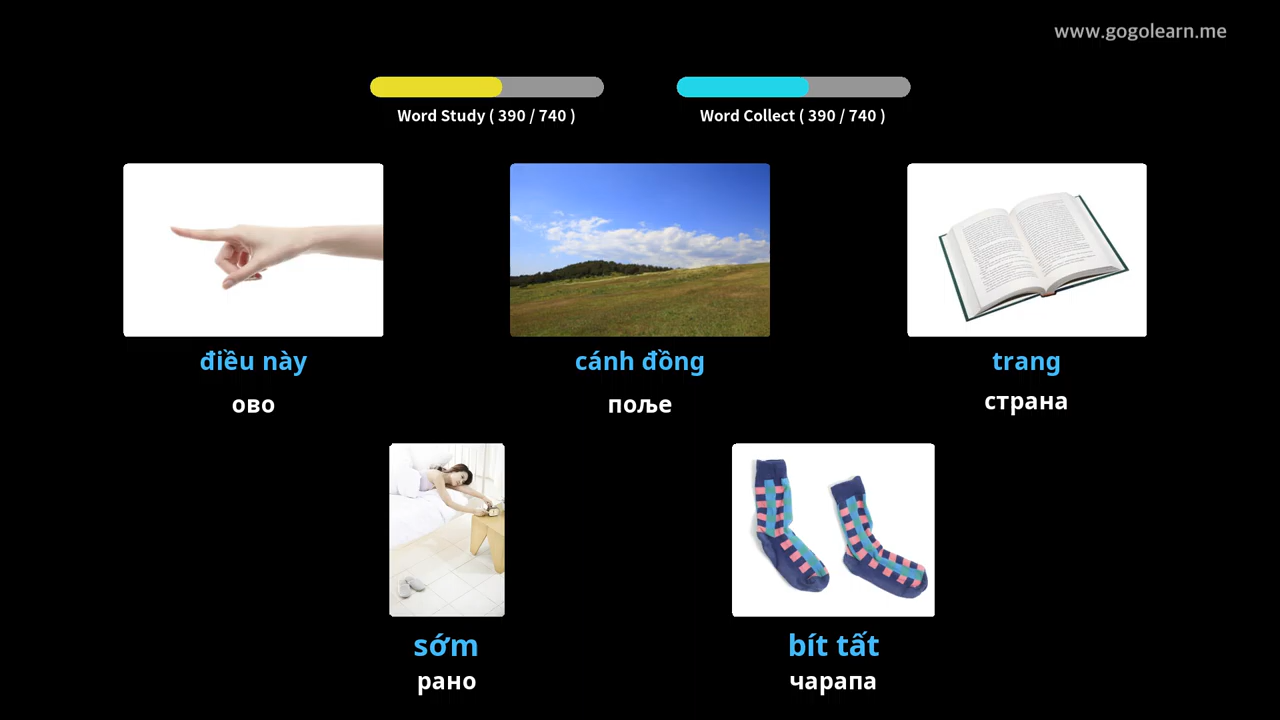 www.gogolearn.me
Word Study ( 390 / 740 )
Word Collect ( 390 / 740 )
điều này
cánh đồng
trang
ово
поље
страна
sớm
bít tất
рано
чарапа